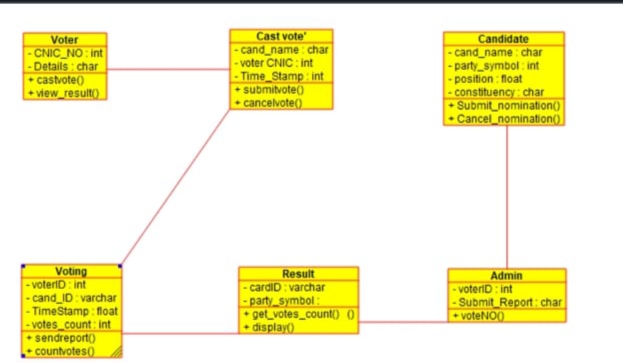 Voter
- CNIC_NO : int
- Details : char
+ castvote()
+ view_result()
Cast vote'
- cand_name : char
- voter CNIC : int
- Time_Stamp : int
+ submitvote()
+ cancelvote()
Candidate
- cand_name : char
- party_symbol : int
- position : float
- constituency : char
+ Submit_nomination()
+ Cancel_nomination()
Voting
- voterID : int
- cand_ID : varchar
- TimeStamp : float
- votes_count : int
+ sendreport()
+ countvotes()
Result
- cardID : varchar
- party_symbol :
+ get_votes_count() ()
+ display()
Admin
- voterID : int
- Submit_Report : char
+ voteNO()